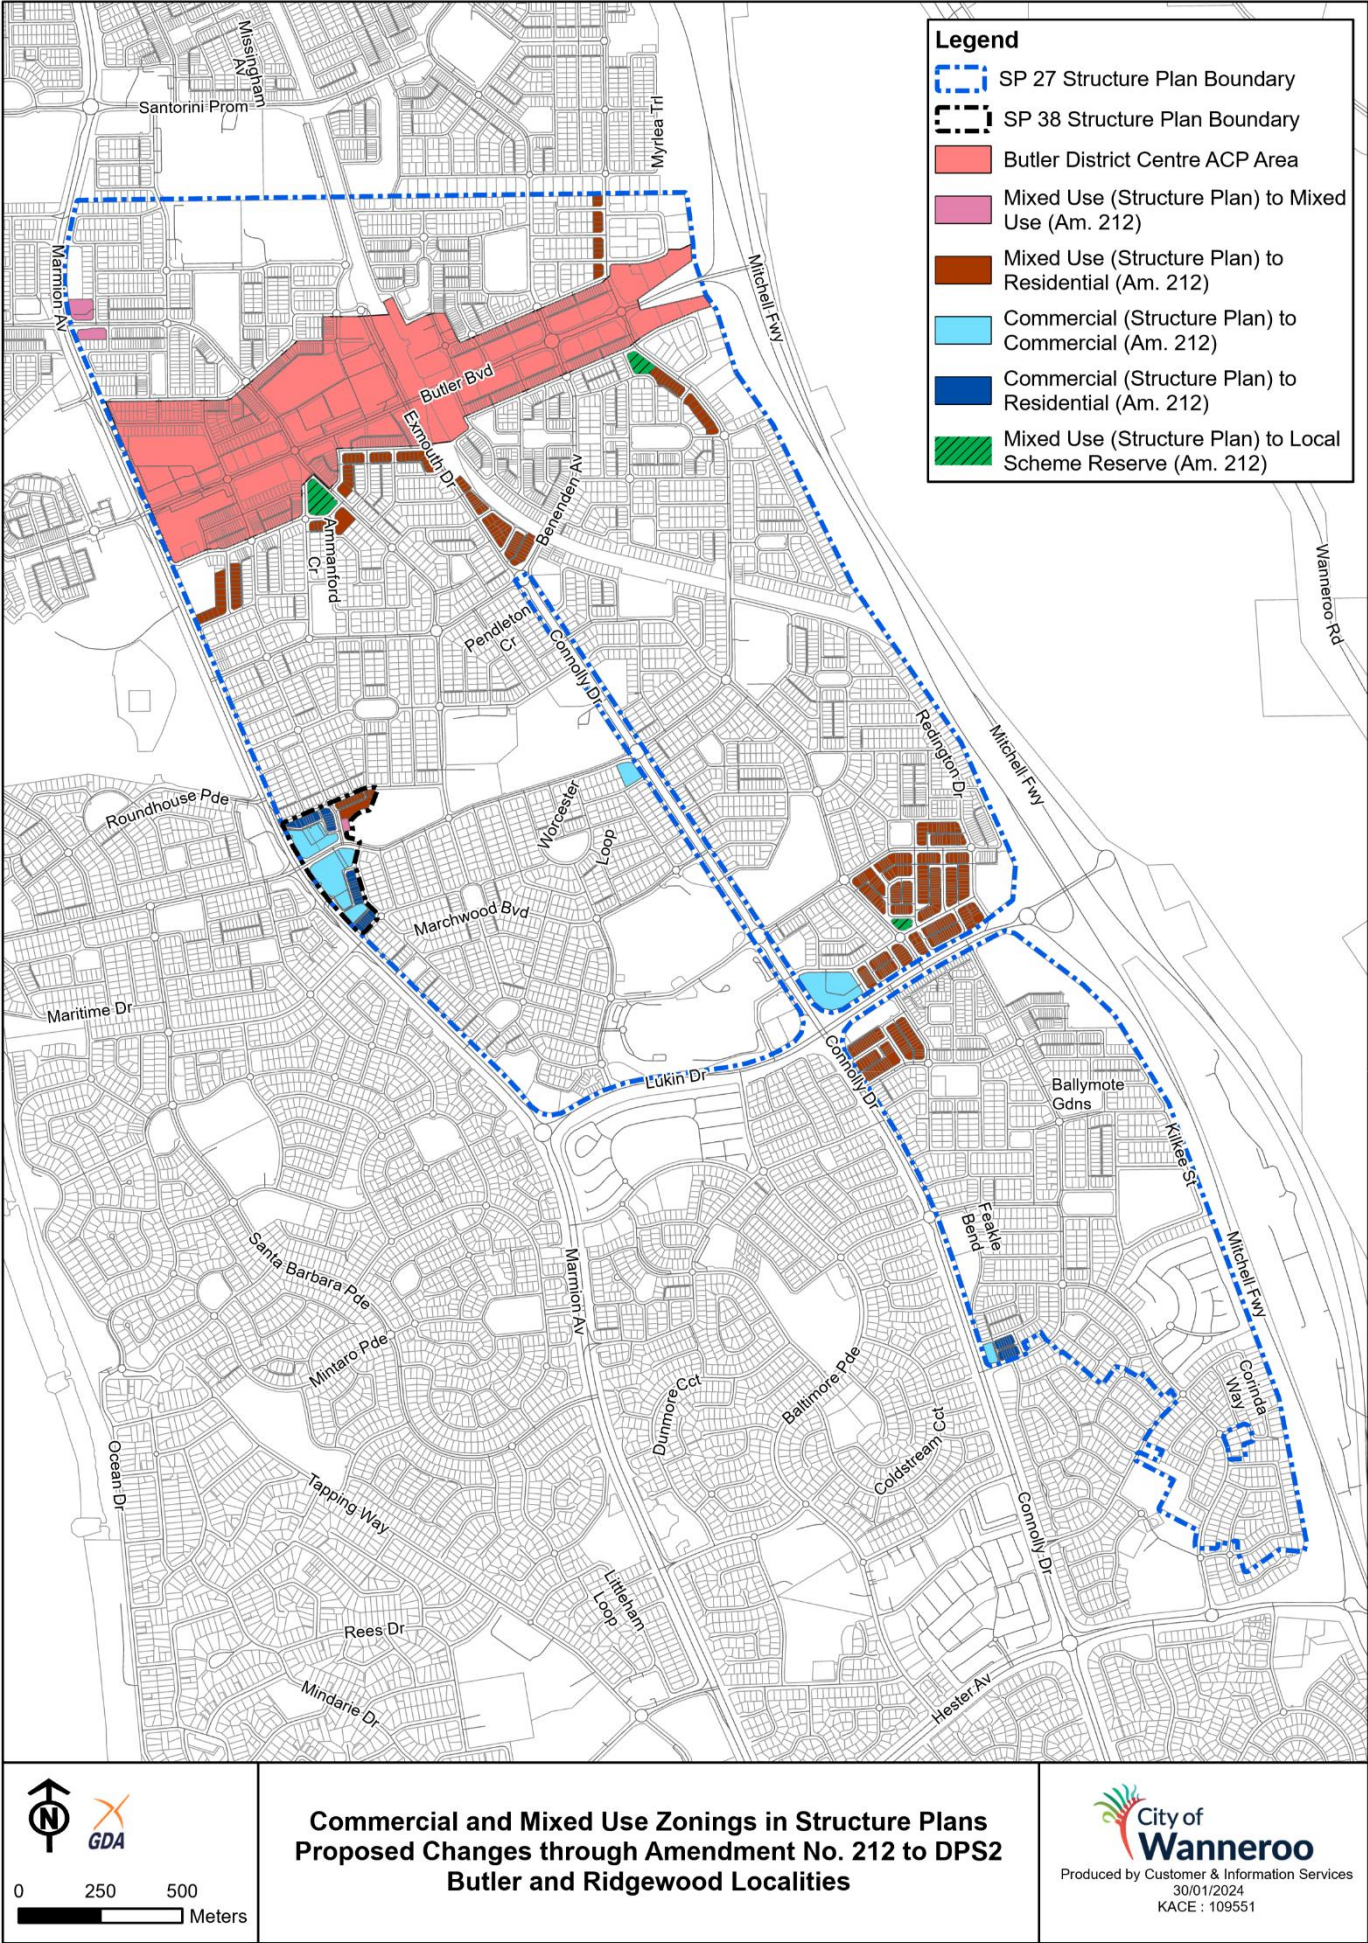 Legend
SP 27 Structure Plan Boundary
SP 38 Structure Plan Boundary
Butler District Centre ACP Area
Mixed Use (Structure Plan) to Mixed
Use (Am. 212)
Mixed Use (Structure Plan) to
Residential (Am. 212)
Commercial (Structure Plan) to
Commercial (Am. 212)
Commercial (Structure Plan) to
Residential (Am. 212)
Mixed Use (Structure Plan) to Local
Scheme Reserve (Am. 212)
Missingham
Av
Santorini Prom
Myrlea Trl
Marmion Av
Mitchell Fwy
Butler Bvd
Exmouth Dr
Benenden Av
Ammanford
Cr
Wanneroo Rd
Pendleton
Cr
Connolly Dr
Redington Dr
Mitchell Fwy
Roundhouse Pde
Worcester
Loop
Marchwood Bvd
Maritime Dr
Connolly Dr
Lukin Dr
Ballymote
Gdns
Kilkee St
Feakle
Bend
Santa Barbara Pde
Marmion Av
Mitchell Fwy
Mintaro Pde
Baltimore Pde
Dunmore Cct
Corinda
Way
Coldstream Cct
Ocean Dr
Tapping Way
Connolly Dr
Littleham
Loop
Rees Dr
Mindarie Dr
Hester Av
N
GDA
0 250 500
Meters
Commercial and Mixed Use Zonings in Structure Plans
Proposed Changes through Amendment No. 212 to DPS2
Butler and Ridgewood Localities
City of
Wanneroo
Produced by Customer & Information Services
30/01/2024
KACE : 109551